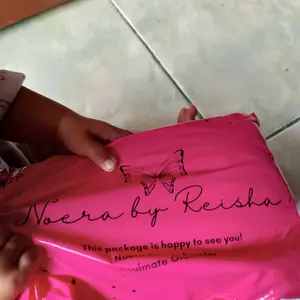 Noera by Reisha
This package is happy to see you!